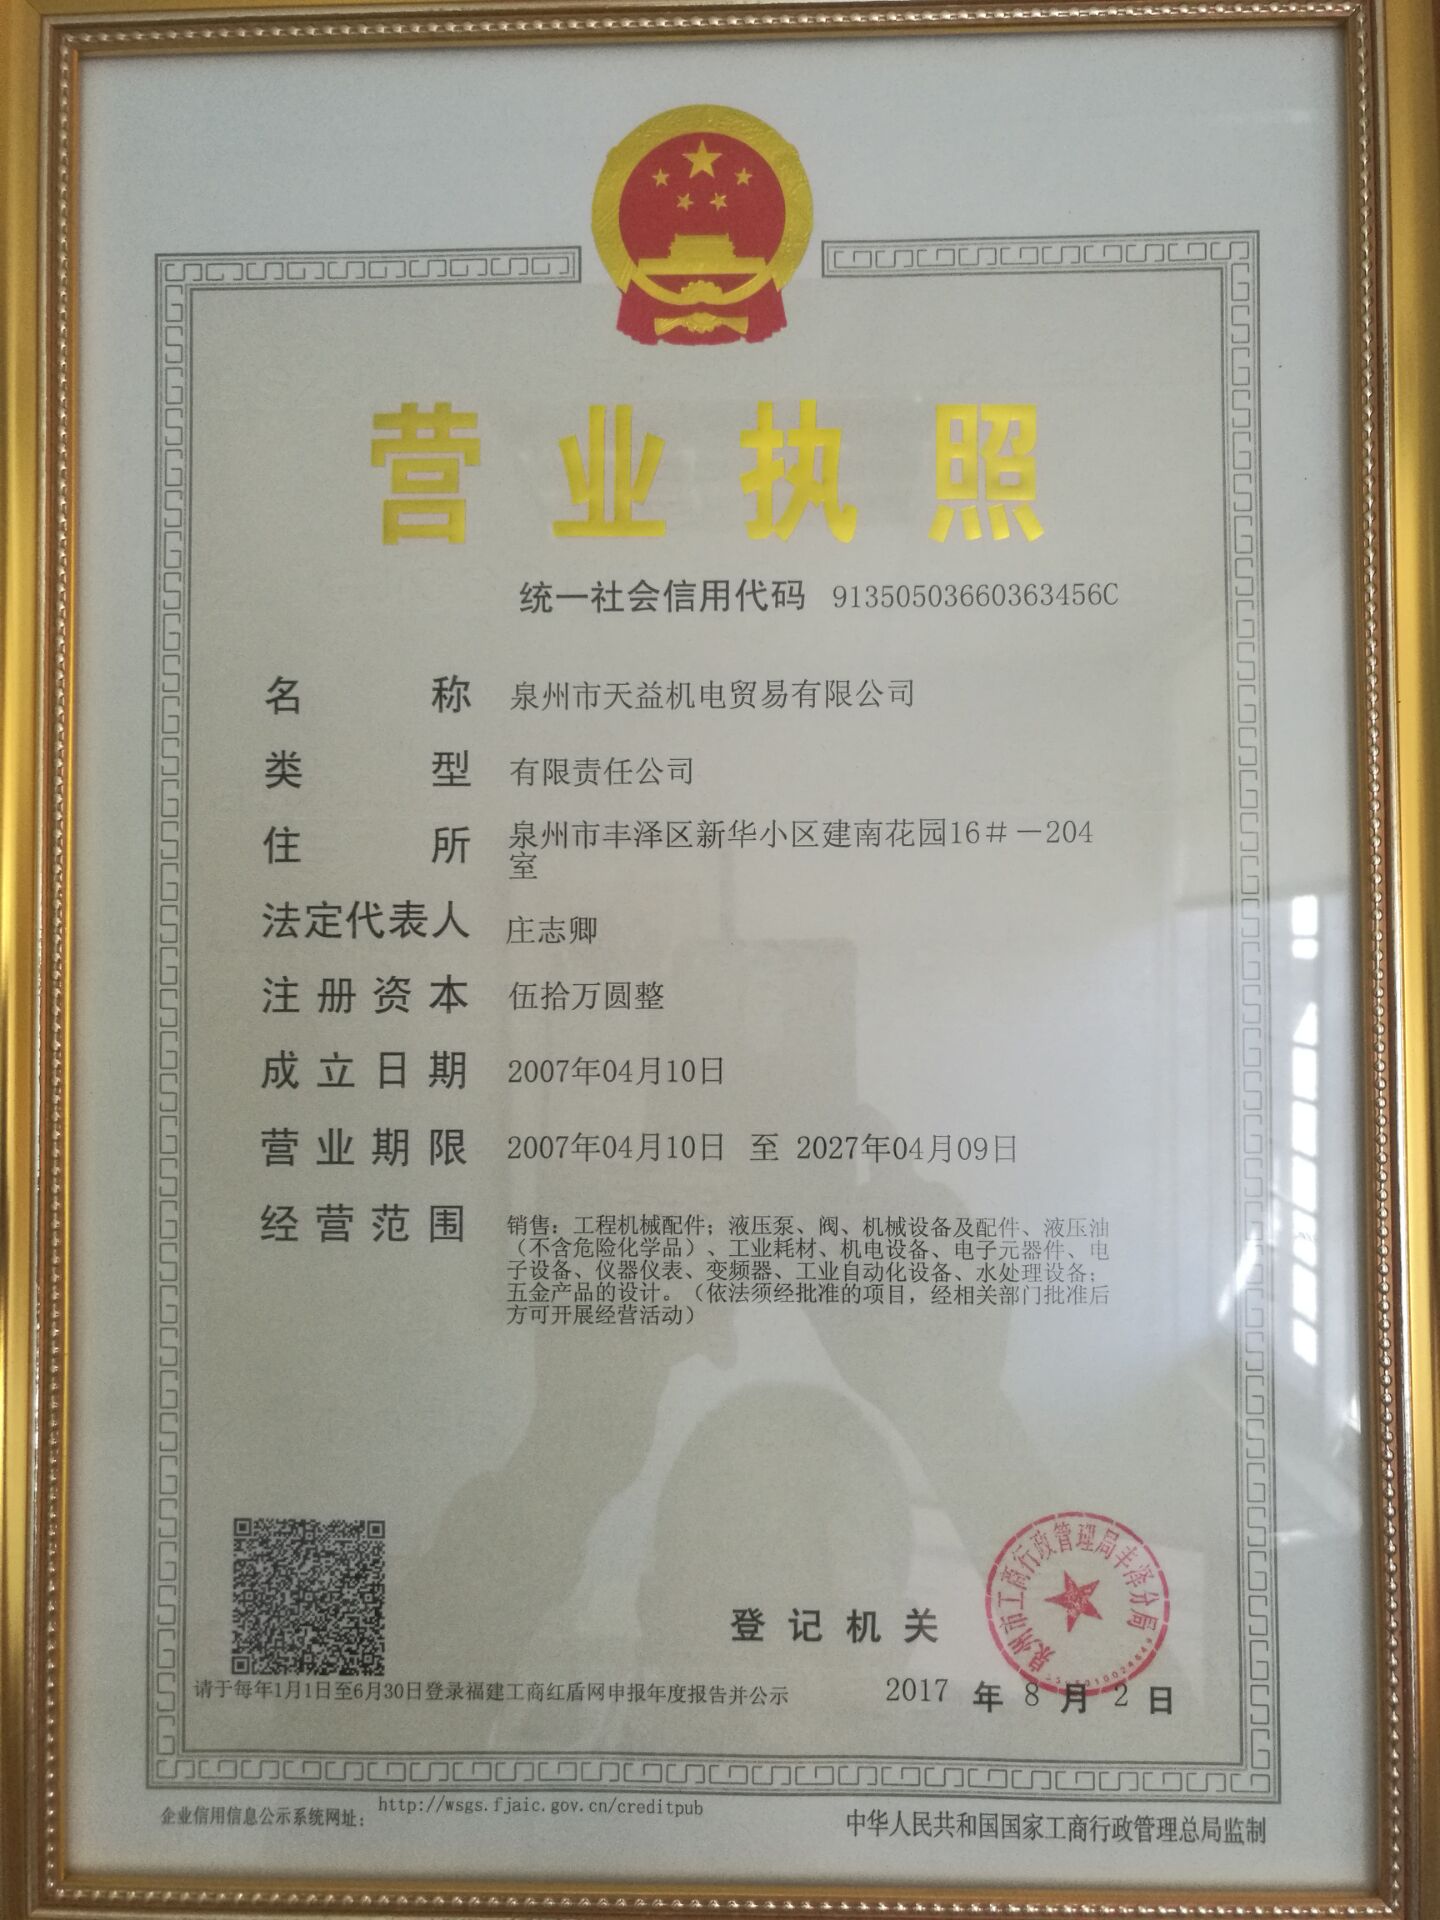 营业执照
统一社会信用代码 91350503660363456C
名称 泉州市天益机电贸易有限公司
类型 有限责任公司
住所 泉州市丰泽区新华小区建南花园16＃－204
室
法定代表人 庄志卿
注册资本 伍拾万圆整
成立日期 2007年04月10日
营业期限 2007年04月10日 至 2027年04月09日
经营范围 销售：工程机械配件；液压泵、阀、机械设备及配件、液压油
（不含危险化学品）、工业耗材、机电设备、电子元器件、电
子设备、仪器仪表、变频器、工业自动化设备、水处理设备；
五金产品的设计。（依法须经批准的项目，经相关部门批准后
方可开展经营活动）
泉州市工商行政管理局丰泽分局
登记机关
请于每年1月1日至6月30日登录福建工商红盾网申报年度报告并公示
2017 年 8 月 2 日
企业信用信息公示系统网址： http://wsgs.fjaic.gov.cn/creditpub
中华人民共和国国家工商行政管理总局监制